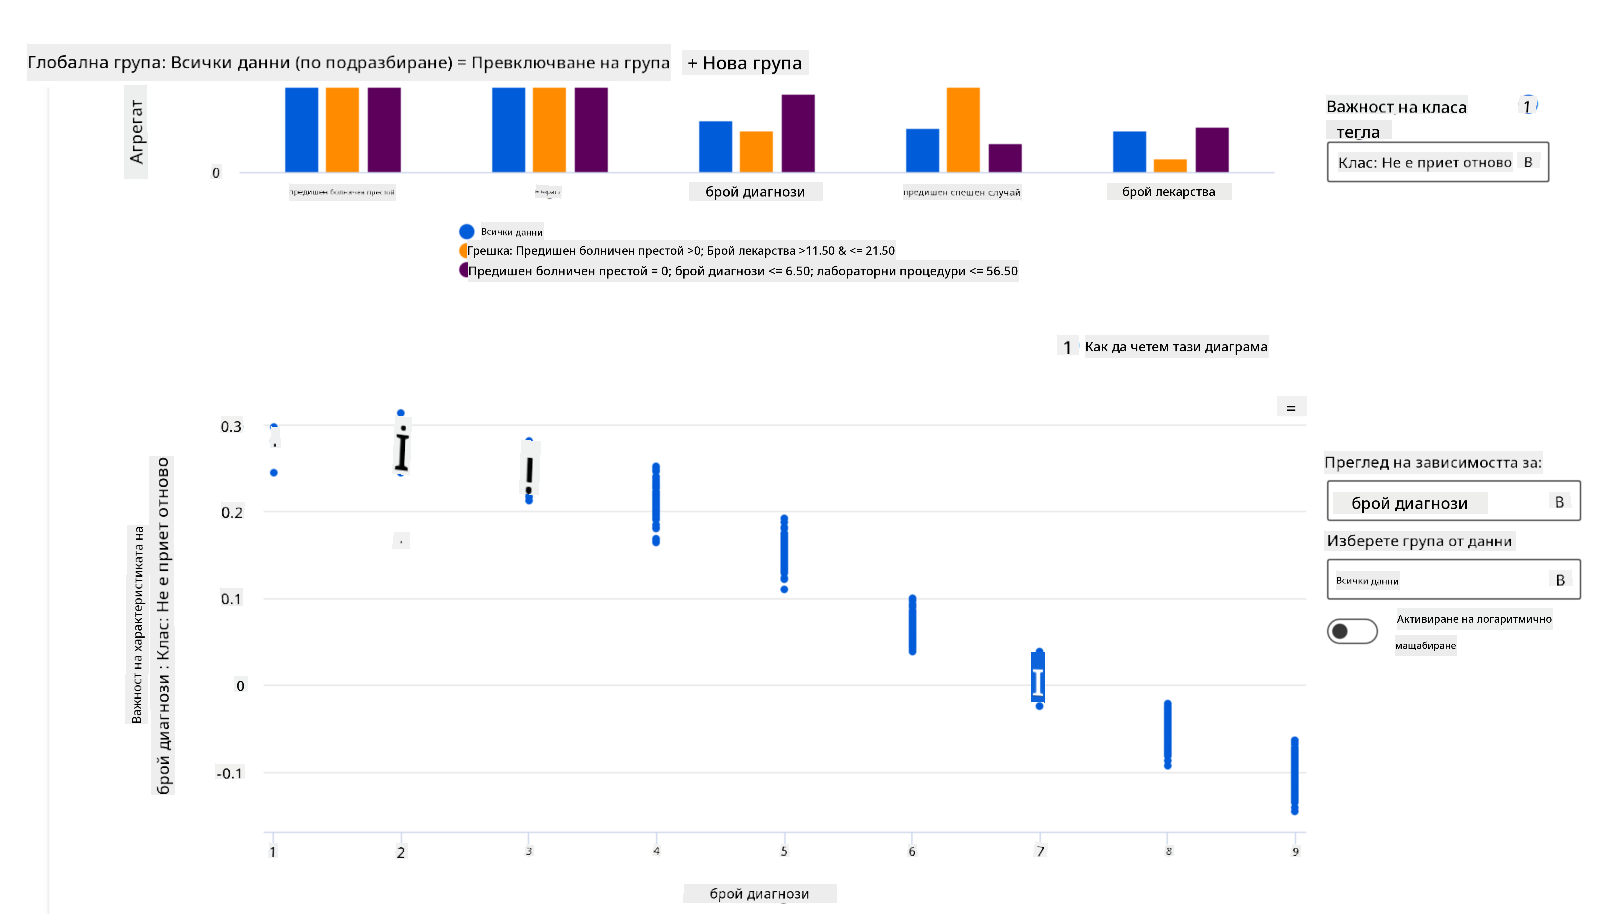 Глобална група: Всички данни (по подразбиране) = Превключване на група + Нова група
Агрегат
0
предишен болничен престой
брой диагнози
предишен спешен случай
брой лекарства
Важност на класа 1
тегла
Клас: Не е приет отново В
Всички данни
Грешка: Предишен болничен престой >0; Брой лекарства >11.50 & <= 21.50
Предишен болничен престой = 0; брой диагнози <= 6.50; лабораторни процедури <= 56.50
1 Как да четем тази диаграма
=
Важност на характеристиката на
брой диагнози : Клас: Не е приет отново
0.3
0.2
0.1
0
-0.1
1 2 3 4 5 6 7 8 9
брой диагнози
Преглед на зависимостта за:
брой диагнози В
Изберете група от данни
Всички данни В
Активиране на логаритмично
мащабиране